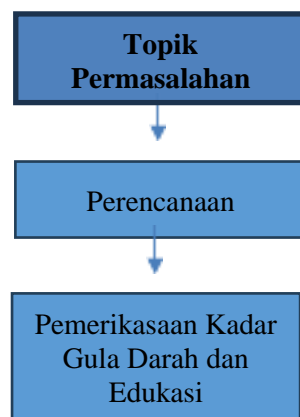 Topik
Permasalahan
Perencanaan
Pemerikasaan Kadar
Gula Darah dan
Edukasi